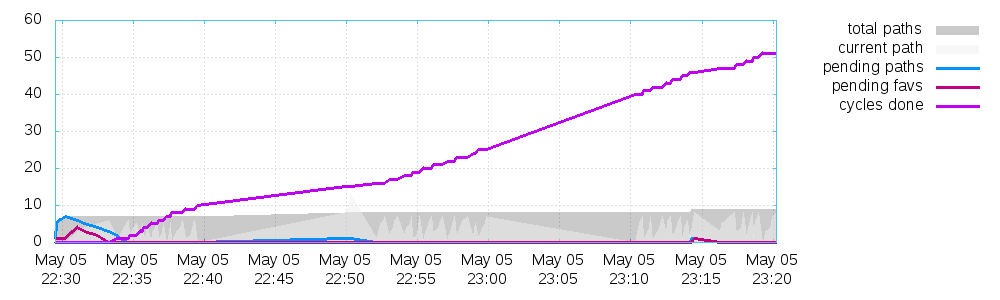 60
50
40
30
20
10
0
May 05 May 05 May 05 May 05 May 05 May 05 May 05 May 05 May 05 May 05 May 05
22:30 22:35 22:40 22:45 22:50 22:55 23:00 23:05 23:10 23:15 23:20
total paths
current path
pending paths
pending favs
cycles done